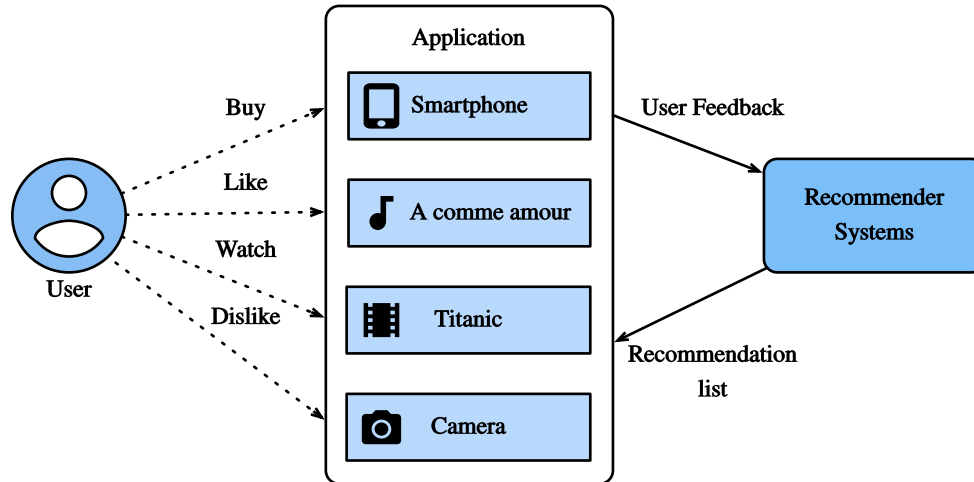 Application
Buy
Smartphone
User Feedback
Like
A comme amour
Recommender
Systems
Watch
User
Dislike
Titanic
Recommendation
list
Camera